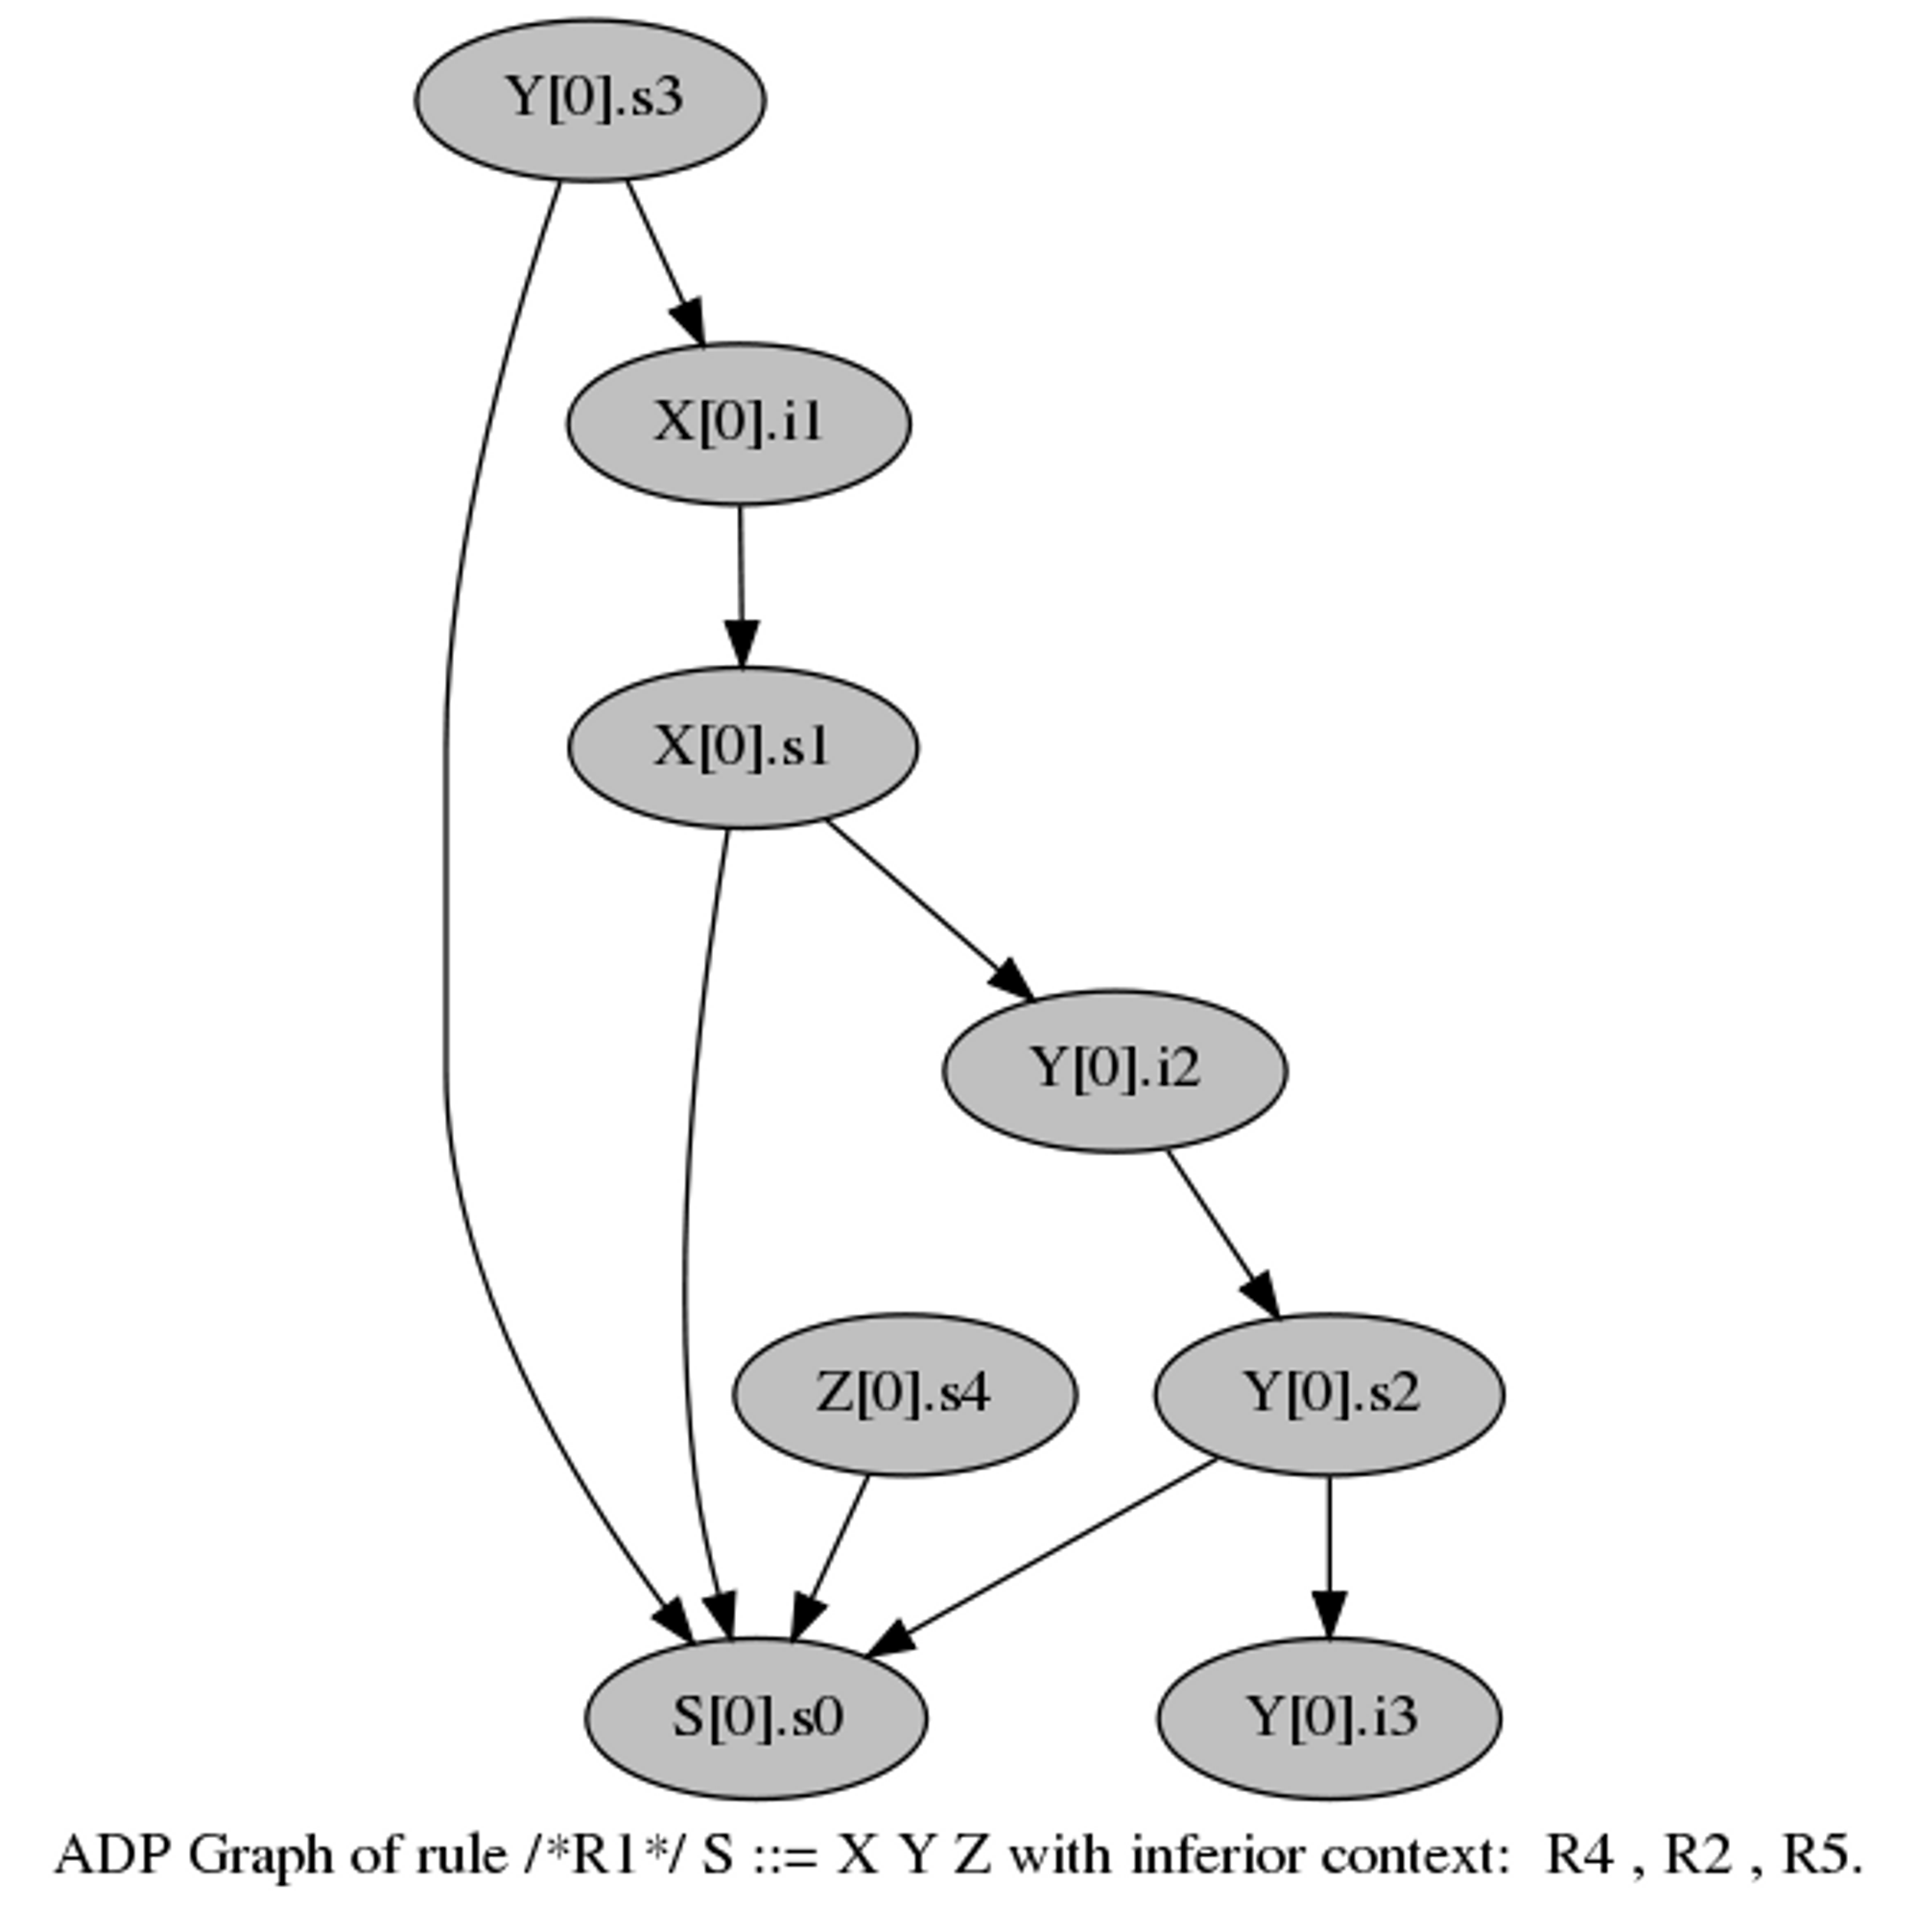 Y[0].s3
X[0].i1
X[0].s1
Y[0].i2
Z[0].s4
Y[0].s2
S[0].s0
Y[0].i3
ADP Graph of rule /*R1*/ S ::= X Y Z with inferior context: R4 , R2 , R5.